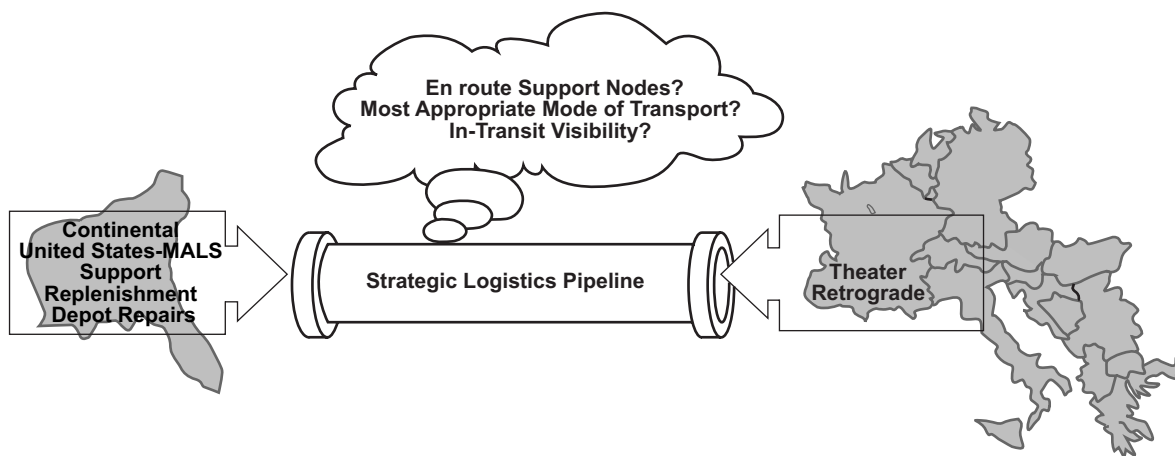 En route Support Nodes?
Most Appropriate Mode of Transport?
In-Transit Visibility?
Continental
United States-MALS
Support
Replenishment
Depot Repairs
Strategic Logistics Pipeline
Theater
Retrograde